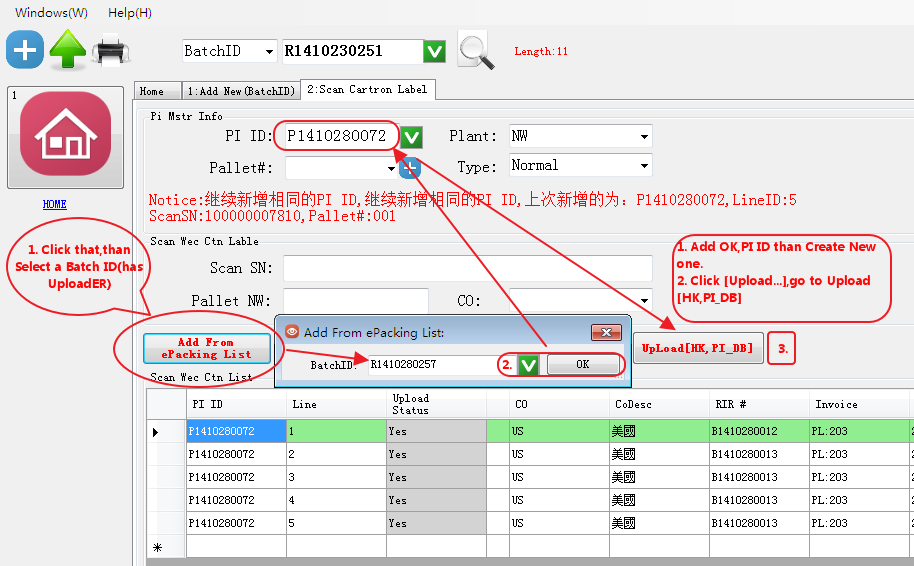 Windows(W) Help(H)
BatchID R1410230251 Length:11
Home 1:Add New(BatchID) 2:Scan Cartron Label
1
HOME
Pi Mstr Info
PI ID: P1410280072 Plant: NW
Pallet#: Type: Normal
Notice:继续新增相同的PI ID,继续新增相同的PI ID,上次新增的为: P1410280072,LineID:5
ScanSN:100000007810,Pallet#:001
1. Click that,than
Select a Batch ID(has
UploadER)
Scan Wec Ctn Lable
Scan SN:
Pallet NW: CO:
1. Add OK,PI ID than Create New
one.
2. Click [Upload...],go to Upload
[HK,PI_DB]
Add From
ePacking List
Add From ePacking List:
BatchID: R1410280257 2. OK
UpLoad[HK,PI_DB] 3.
Scan Wec Ctn List
PI ID Line Upload Status CO CoDesc RIR # Invoice
P1410280072 1 Yes US 美國 B1410280012 PL:203
P1410280072 2 Yes US 美國 B1410280013 PL:203
P1410280072 3 Yes US 美國 B1410280013 PL:203
P1410280072 4 Yes US 美國 B1410280013 PL:203
P1410280072 5 Yes US 美國 B1410280013 PL:203